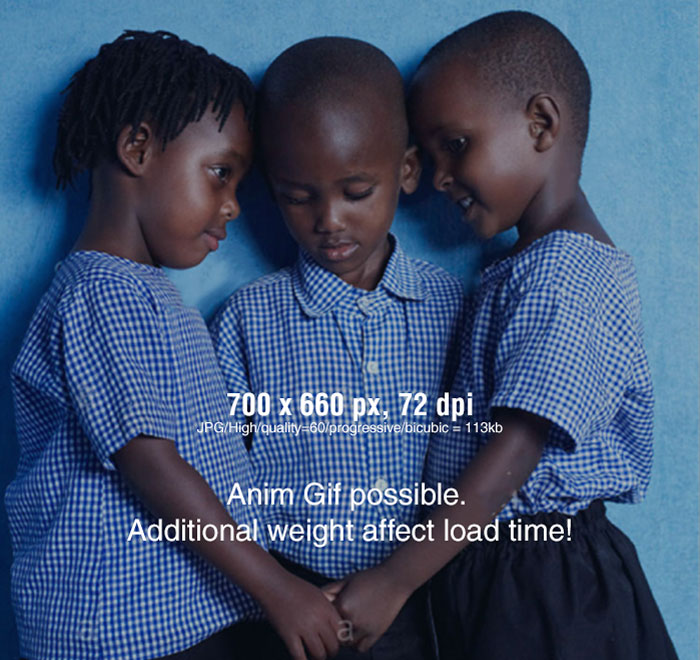 700 x 660 px, 72 dpi
JPG/High/quality=60/progressive/bicubic = 113kb
Anim Gif possible.
Additional weight affect load time!
a